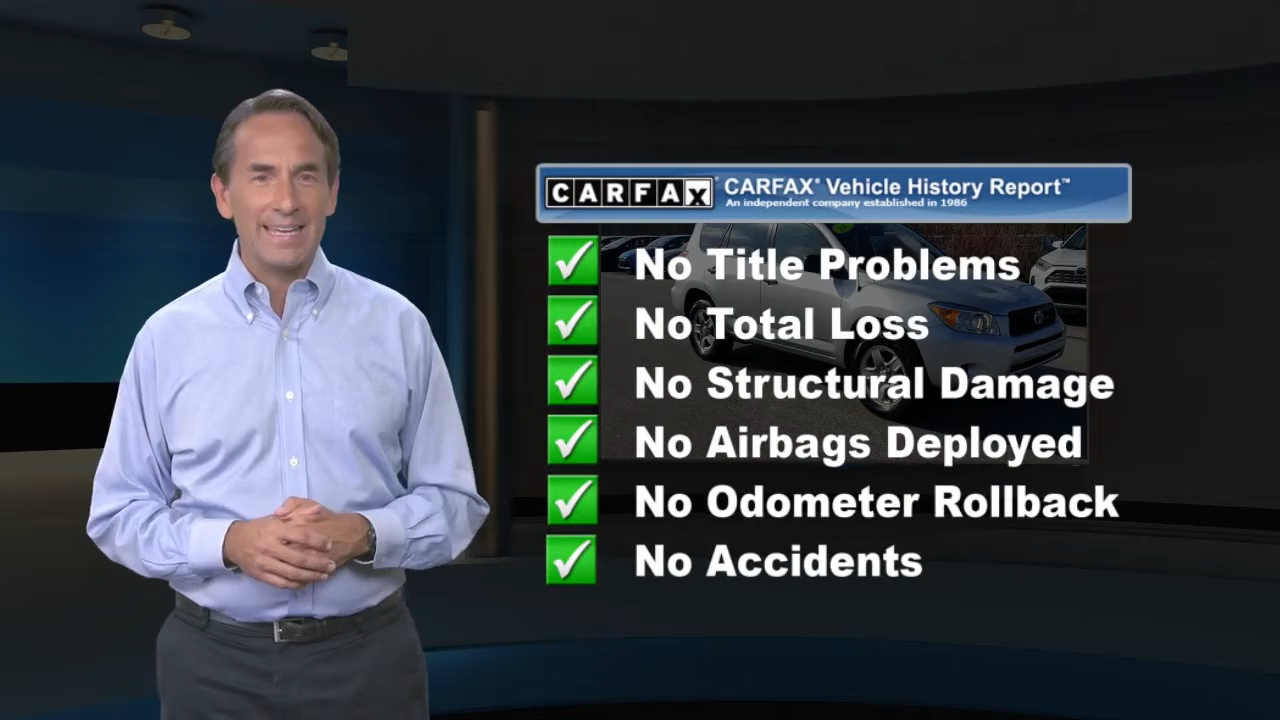 CARFAX® CARFAX® Vehicle History Report™
An independent company established in 1986
No Title Problems
No Total Loss
No Structural Damage
No Airbags Deployed
No Odometer Rollback
No Accidents